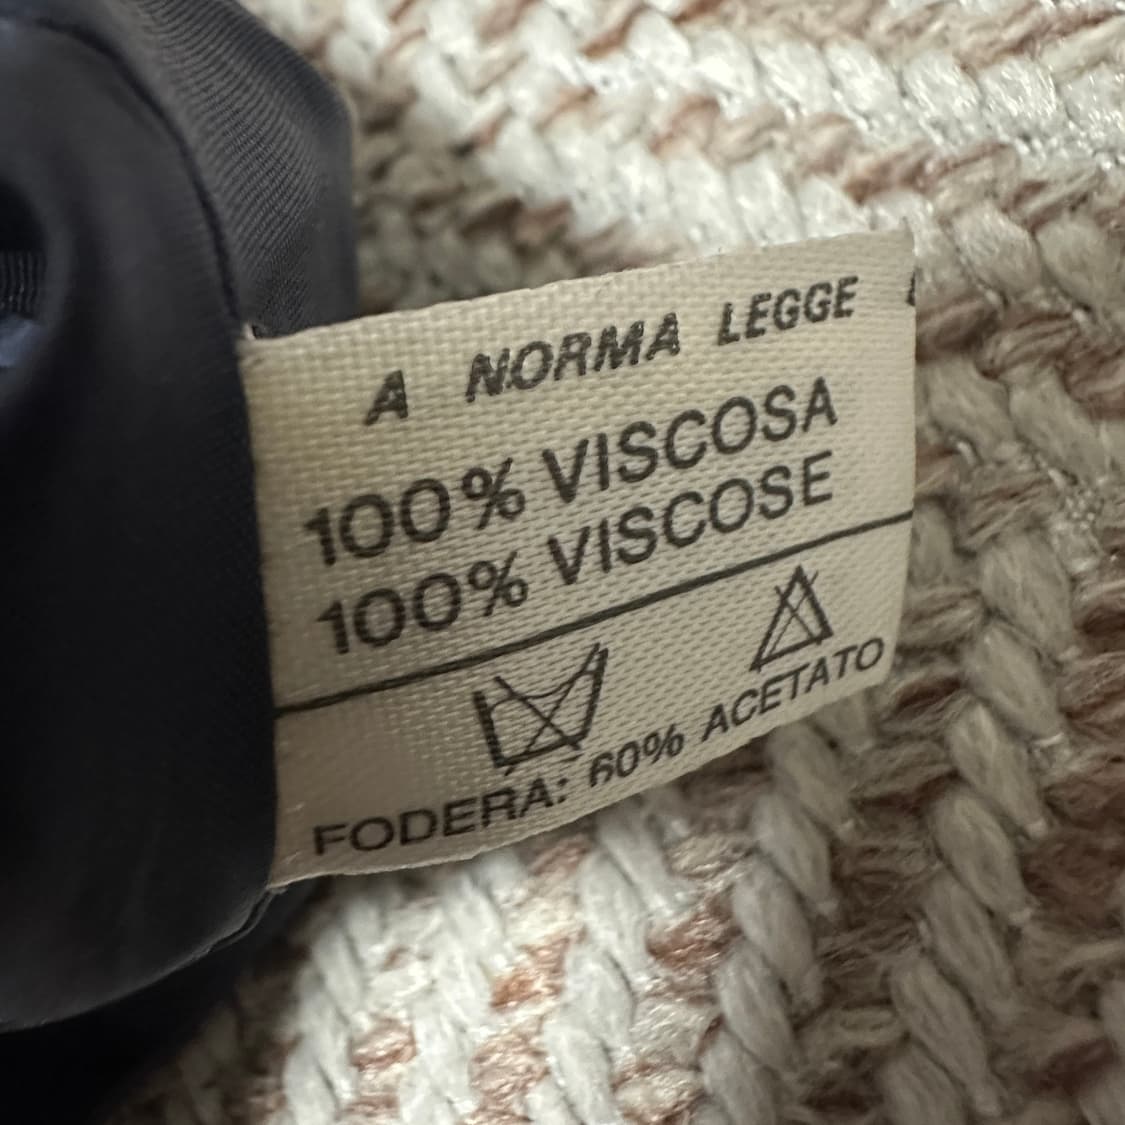 A NORMA LEGGE
100% VISCOSA
100% VISCOSE
FODERA: 60% ACETATO